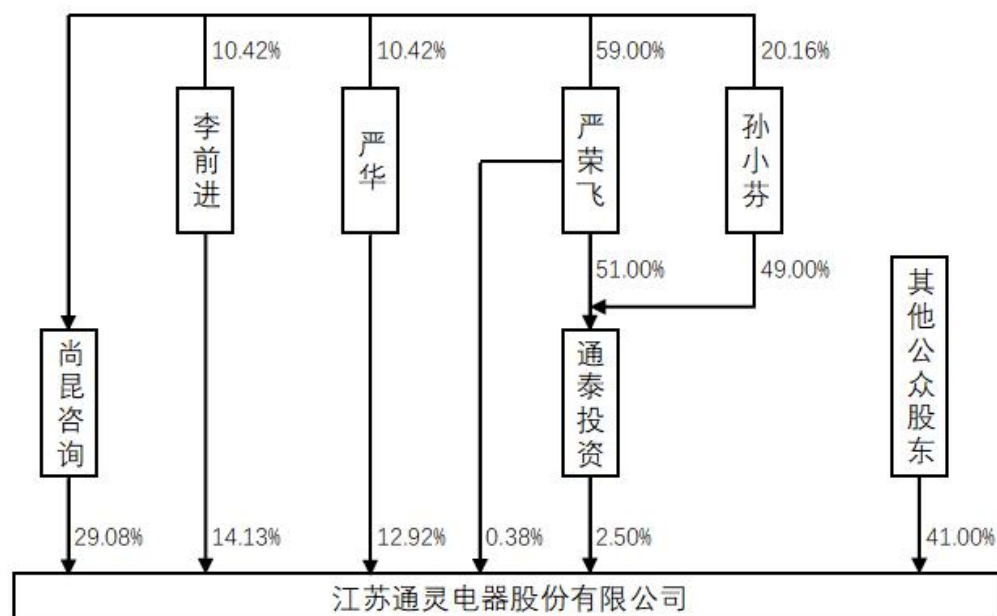 10.42%
10.42%
59.00%
20.16%
李前进
严华
严荣飞
孙小芬
51.00%
49.00%
其他公众股东
尚昆咨询
通泰投资
29.08%
14.13%
12.92%
0.38%
2.50%
41.00%
江苏通灵电器股份有限公司